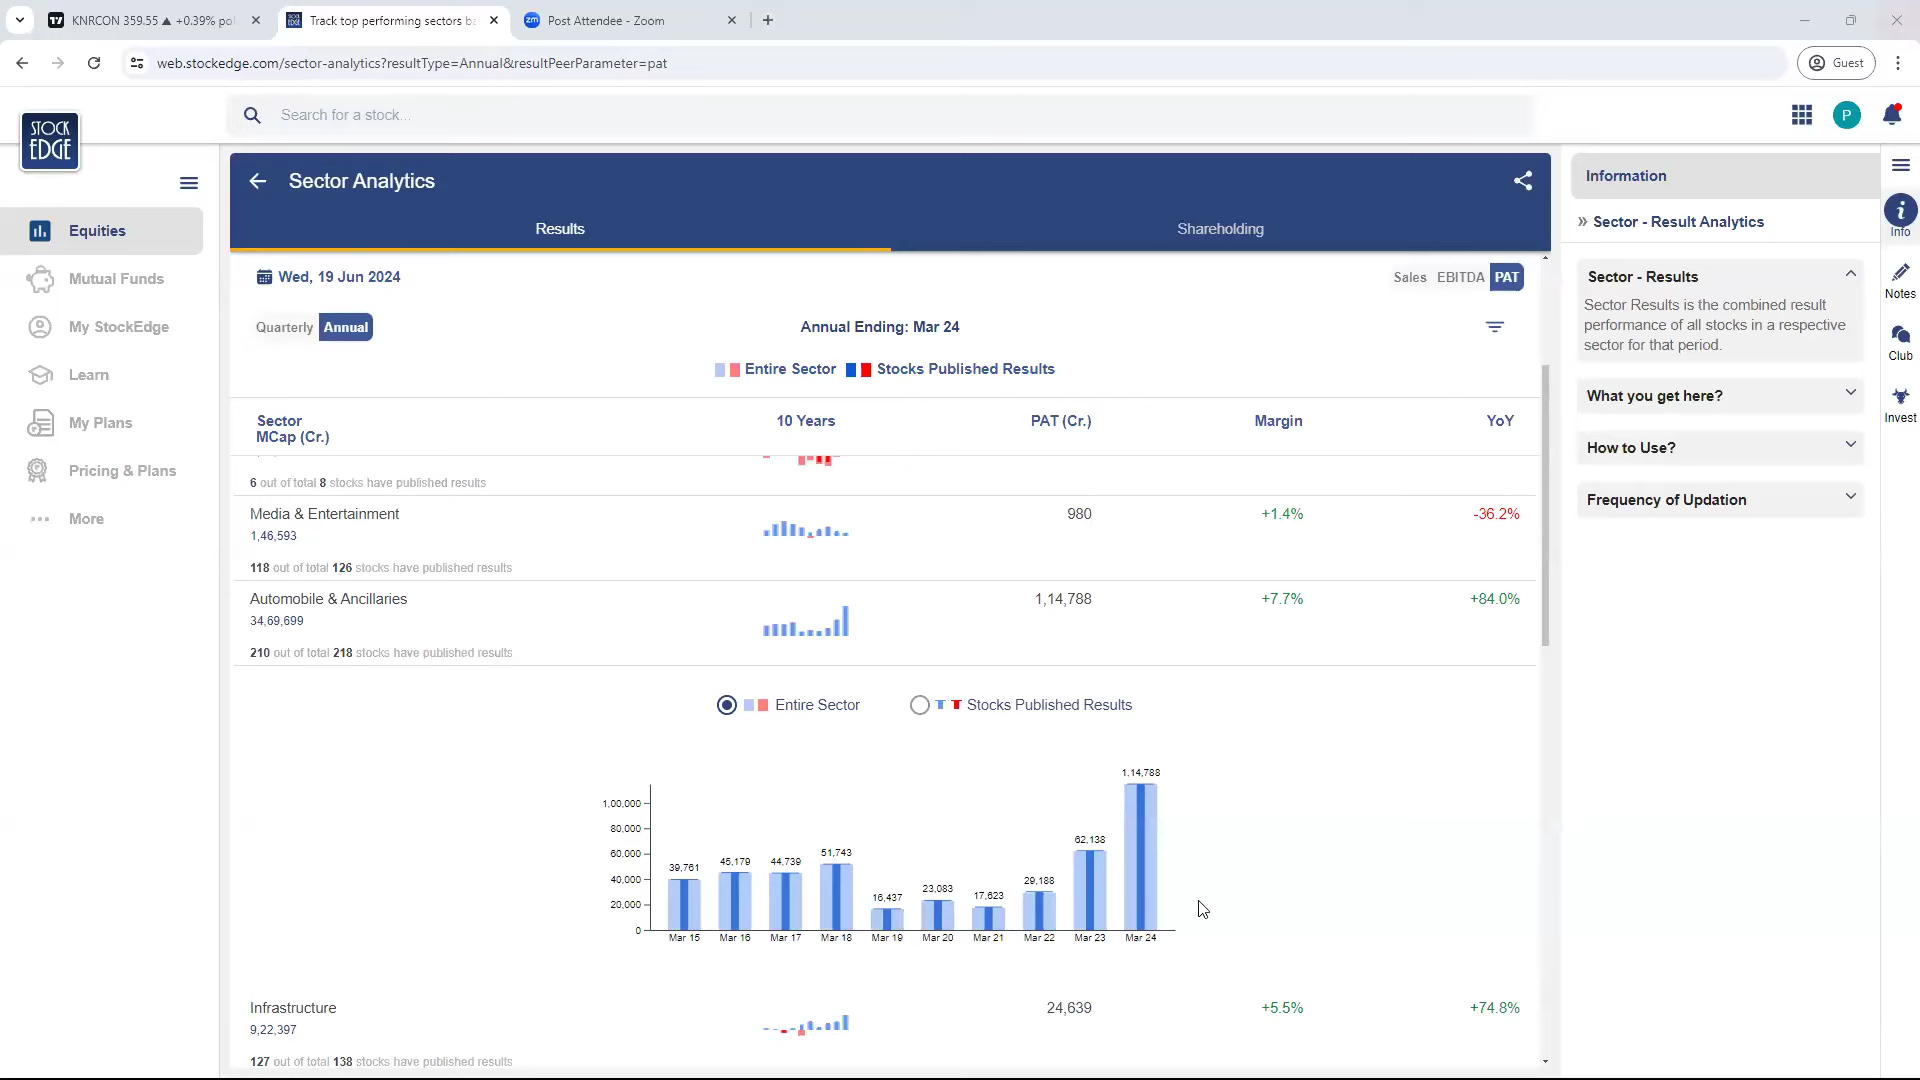 KNRCON 359.55 ▲ +0.39%
Track top performing sectors
Post Attendee - Zoom
web.stockedge.com/sector-analytics?resultType=Annual&resultPeerParameter=pat
Guest
STOCK
EDGE
Search for a stock...
P
Equities
Mutual Funds
My StockEdge
Learn
My Plans
Pricing & Plans
More
Sector Analytics
Results
Shareholding
Wed, 19 Jun 2024
Sales EBITDA PAT
Quarterly Annual
Annual Ending: Mar 24
Entire Sector Stocks Published Results
Sector
MCap (Cr.)
10 Years
PAT (Cr.)
Margin
YoY
6 out of total 8 stocks have published results
Media & Entertainment
980
+1.4%
-36.2%
1,46,593
118 out of total 126 stocks have published results
Automobile & Ancillaries
1,14,788
+7.7%
+84.0%
34,69,699
210 out of total 218 stocks have published results
Entire Sector
Stocks Published Results
1,00,000
80,000
60,000
40,000
20,000
0
39,761
45,179
44,739
51,743
16,437
23,083
17,623
29,188
62,138
1,14,788
Mar 15
Mar 16
Mar 17
Mar 18
Mar 19
Mar 20
Mar 21
Mar 22
Mar 23
Mar 24
Infrastructure
24,639
+5.5%
+74.8%
9,22,397
127 out of total 138 stocks have published results
Information
» Sector - Result Analytics
Sector - Results
Sector Results is the combined result
performance of all stocks in a respective
sector for that period.
What you get here?
How to Use?
Frequency of Updation
Info
Notes
Club
Invest